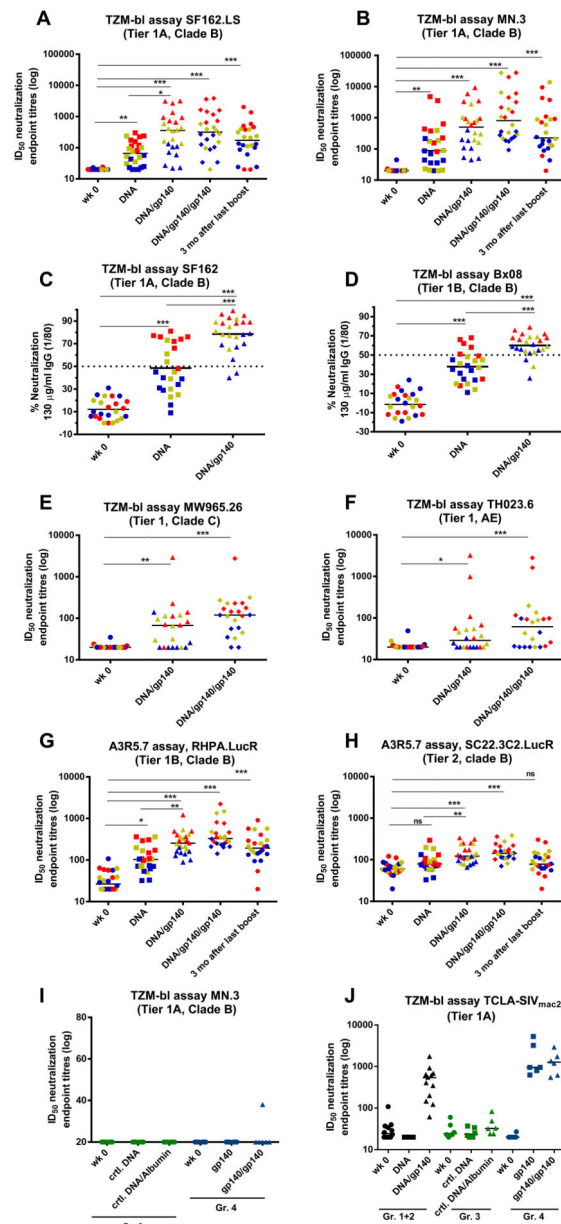 A
TZM-bl assay SF162.LS
(Tier 1A, Clade B)
ID50 neutralization
endpoint titres (log)
100000
10000
1000
100
10
***
***
***
*
**
wk 0
DNA
DNA/gp140
DNA/gp140/gp140
3 mo after last boost
B
TZM-bl assay MN.3
(Tier 1A, Clade B)
ID50 neutralization
endpoint titres (log)
100000
10000
1000
100
10
***
***
***
**
wk 0
DNA
DNA/gp140
DNA/gp140/gp140
3 mo after last boost
C
TZM-bl assay SF162
(Tier 1A, Clade B)
% Neutralization
130 µg/ml IgG (1/80)
90
70
50
30
10
-10
***
***
***
wk 0
DNA
DNA/gp140
D
TZM-bl assay Bx08
(Tier 1B, Clade B)
% Neutralization
130 µg/ml IgG (1/80)
90
70
50
30
10
-10
-30
***
***
***
wk 0
DNA
DNA/gp140
E
TZM-bl assay MW965.26
(Tier 1, Clade C)
ID50 neutralization
endpoint titres (log)
10000
1000
100
10
***
**
wk 0
DNA/gp140
DNA/gp140/gp140
F
TZM-bl assay TH023.6
(Tier 1, AE)
ID50 neutralization
endpoint titres (log)
10000
1000
100
10
***
*
wk 0
DNA/gp140
DNA/gp140/gp140
G
A3R5.7 assay, RHPA.LucR
(Tier 1B, Clade B)
ID50 neutralization
endpoint titres (log)
10000
1000
100
10
***
***
***
**
*
wk 0
DNA
DNA/gp140
DNA/gp140/gp140
3 mo after last boost
H
A3R5.7 assay, SC22.3C2.LucR
(Tier 2, clade B)
ID50 neutralization
endpoint titres (log)
10000
1000
100
10
ns
***
***
**
ns
wk 0
DNA
DNA/gp140
DNA/gp140/gp140
3 mo after last boost
I
TZM-bl assay MN.3
(Tier 1A, Clade B)
ID50 neutralization
endpoint titres (log)
80
60
40
20
wk 0
crtl. DNA
crtl. DNA/Albumin
wk 0
gp140
gp140/gp140
Gr. 4
J
TZM-bl assay TCLA-SIVmac2
(Tier 1A)
ID50 neutralization
endpoint titres (log)
10000
1000
100
10
wk 0
DNA
DNA/gp140
wk 0
crtl. DNA
crtl. DNA/Albumin
wk 0
gp140
gp140/gp140
Gr. 1+2
Gr. 3
Gr. 4